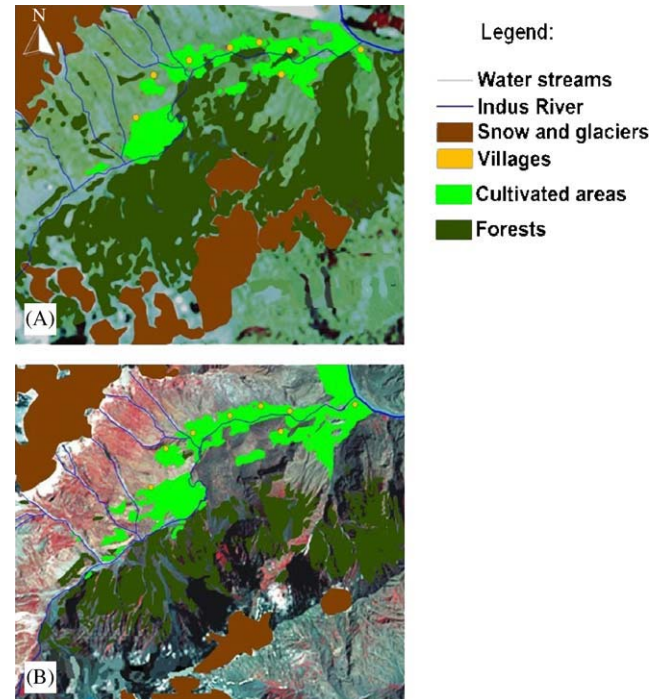 N
(A)
(B)
Legend:
Water streams
Indus River
Snow and glaciers
Villages
Cultivated areas
Forests